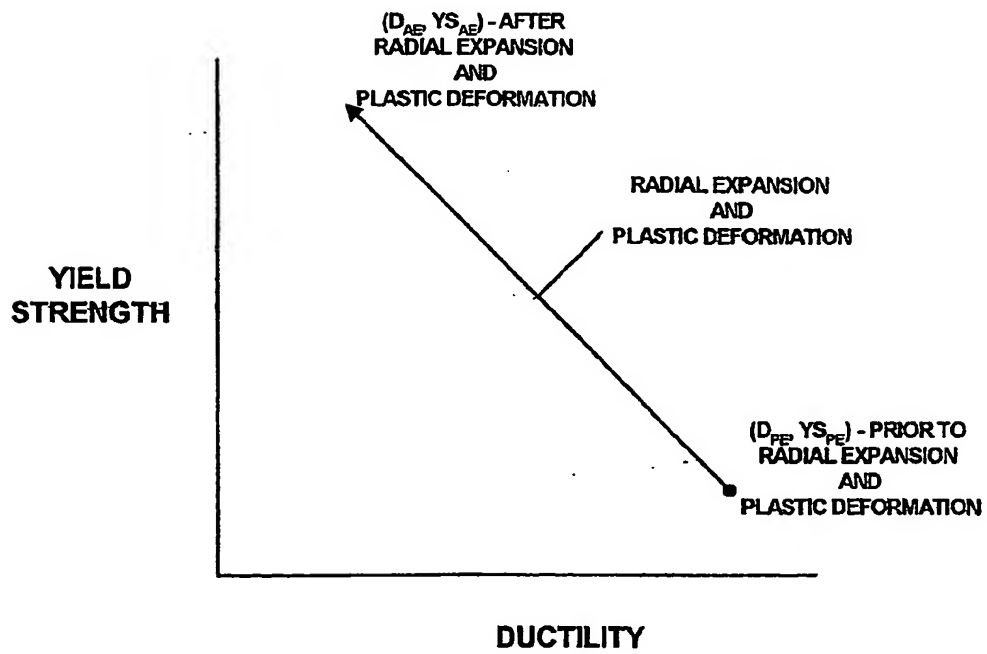 (D_AE, YS_AE) - AFTER
RADIAL EXPANSION
AND
PLASTIC DEFORMATION
RADIAL EXPANSION
AND
PLASTIC DEFORMATION
YIELD
STRENGTH
(D_PE, YS_PE) - PRIOR TO
RADIAL EXPANSION
AND
PLASTIC DEFORMATION
DUCTILITY